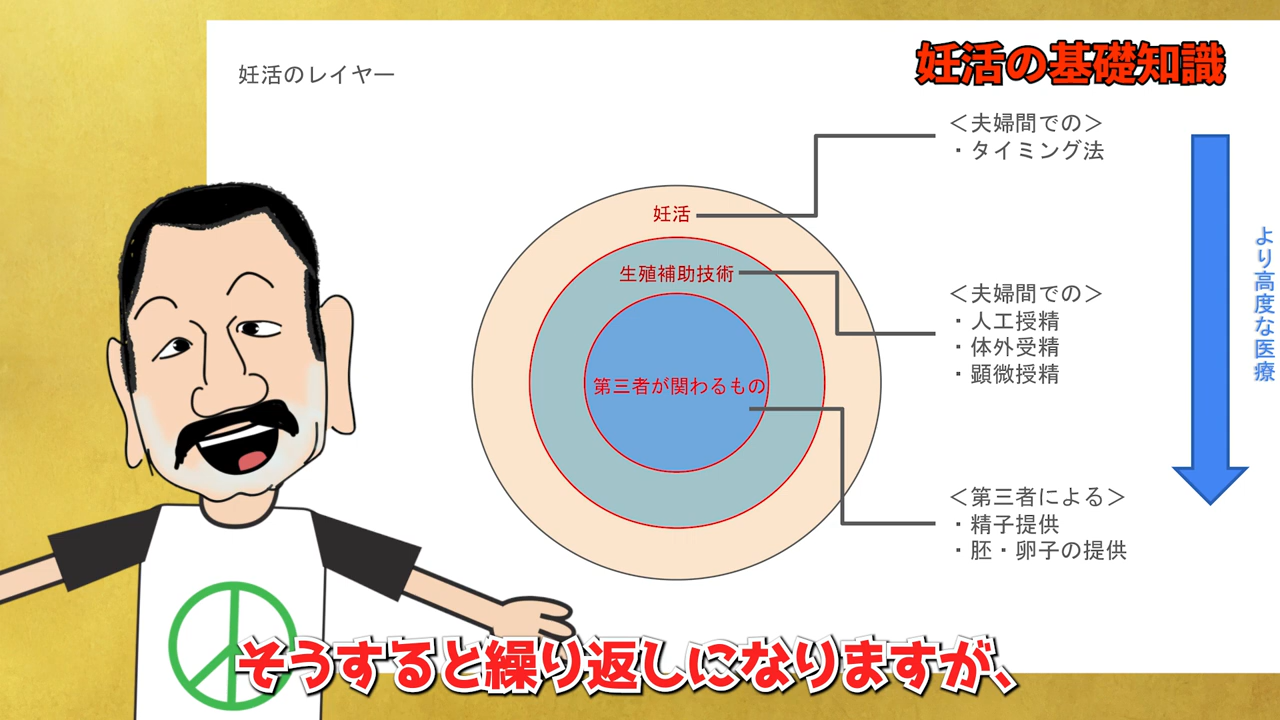 妊活のレイヤー
妊活の基礎知識
＜夫婦間での＞
・タイミング法
妊活
生殖補助技術
＜夫婦間での＞
・人工授精
・体外受精
・顕微授精
第三者が関わるもの
＜第三者による＞
・精子提供
・胚・卵子の提供
より高度な医療
そうすると繰り返しになりますが、